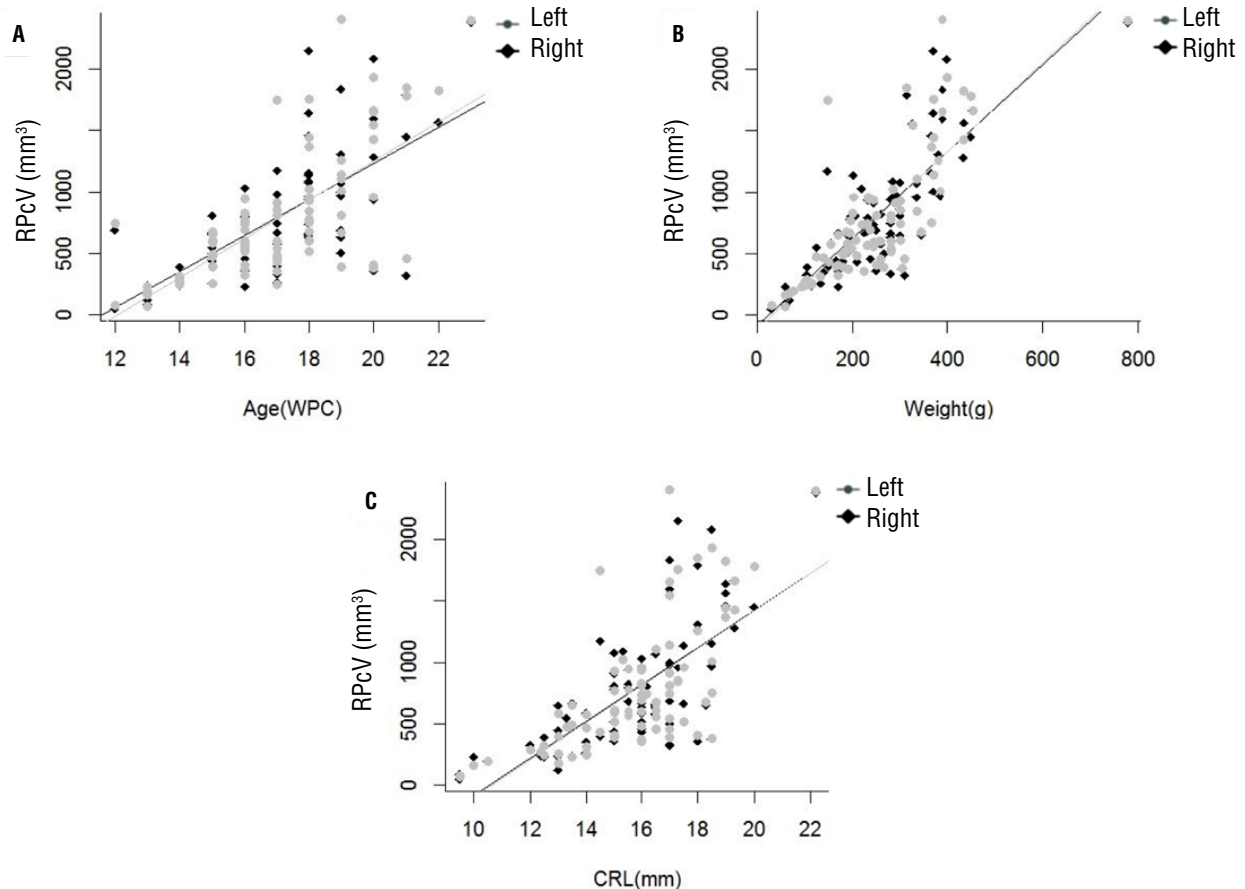 A
Left
Right
RPcV (mm³)
2000
1000
500
0
12 14 16 18 20 22
Age(WPC)
B
Left
Right
RPcV (mm³)
2000
1000
500
0
0 200 400 600 800
Weight(g)
C
Left
Right
RPcV (mm³)
2000
1000
500
0
10 12 14 16 18 20 22
CRL(mm)